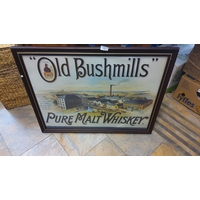 "Old Bushmills"
PURE MALT WHISKEY